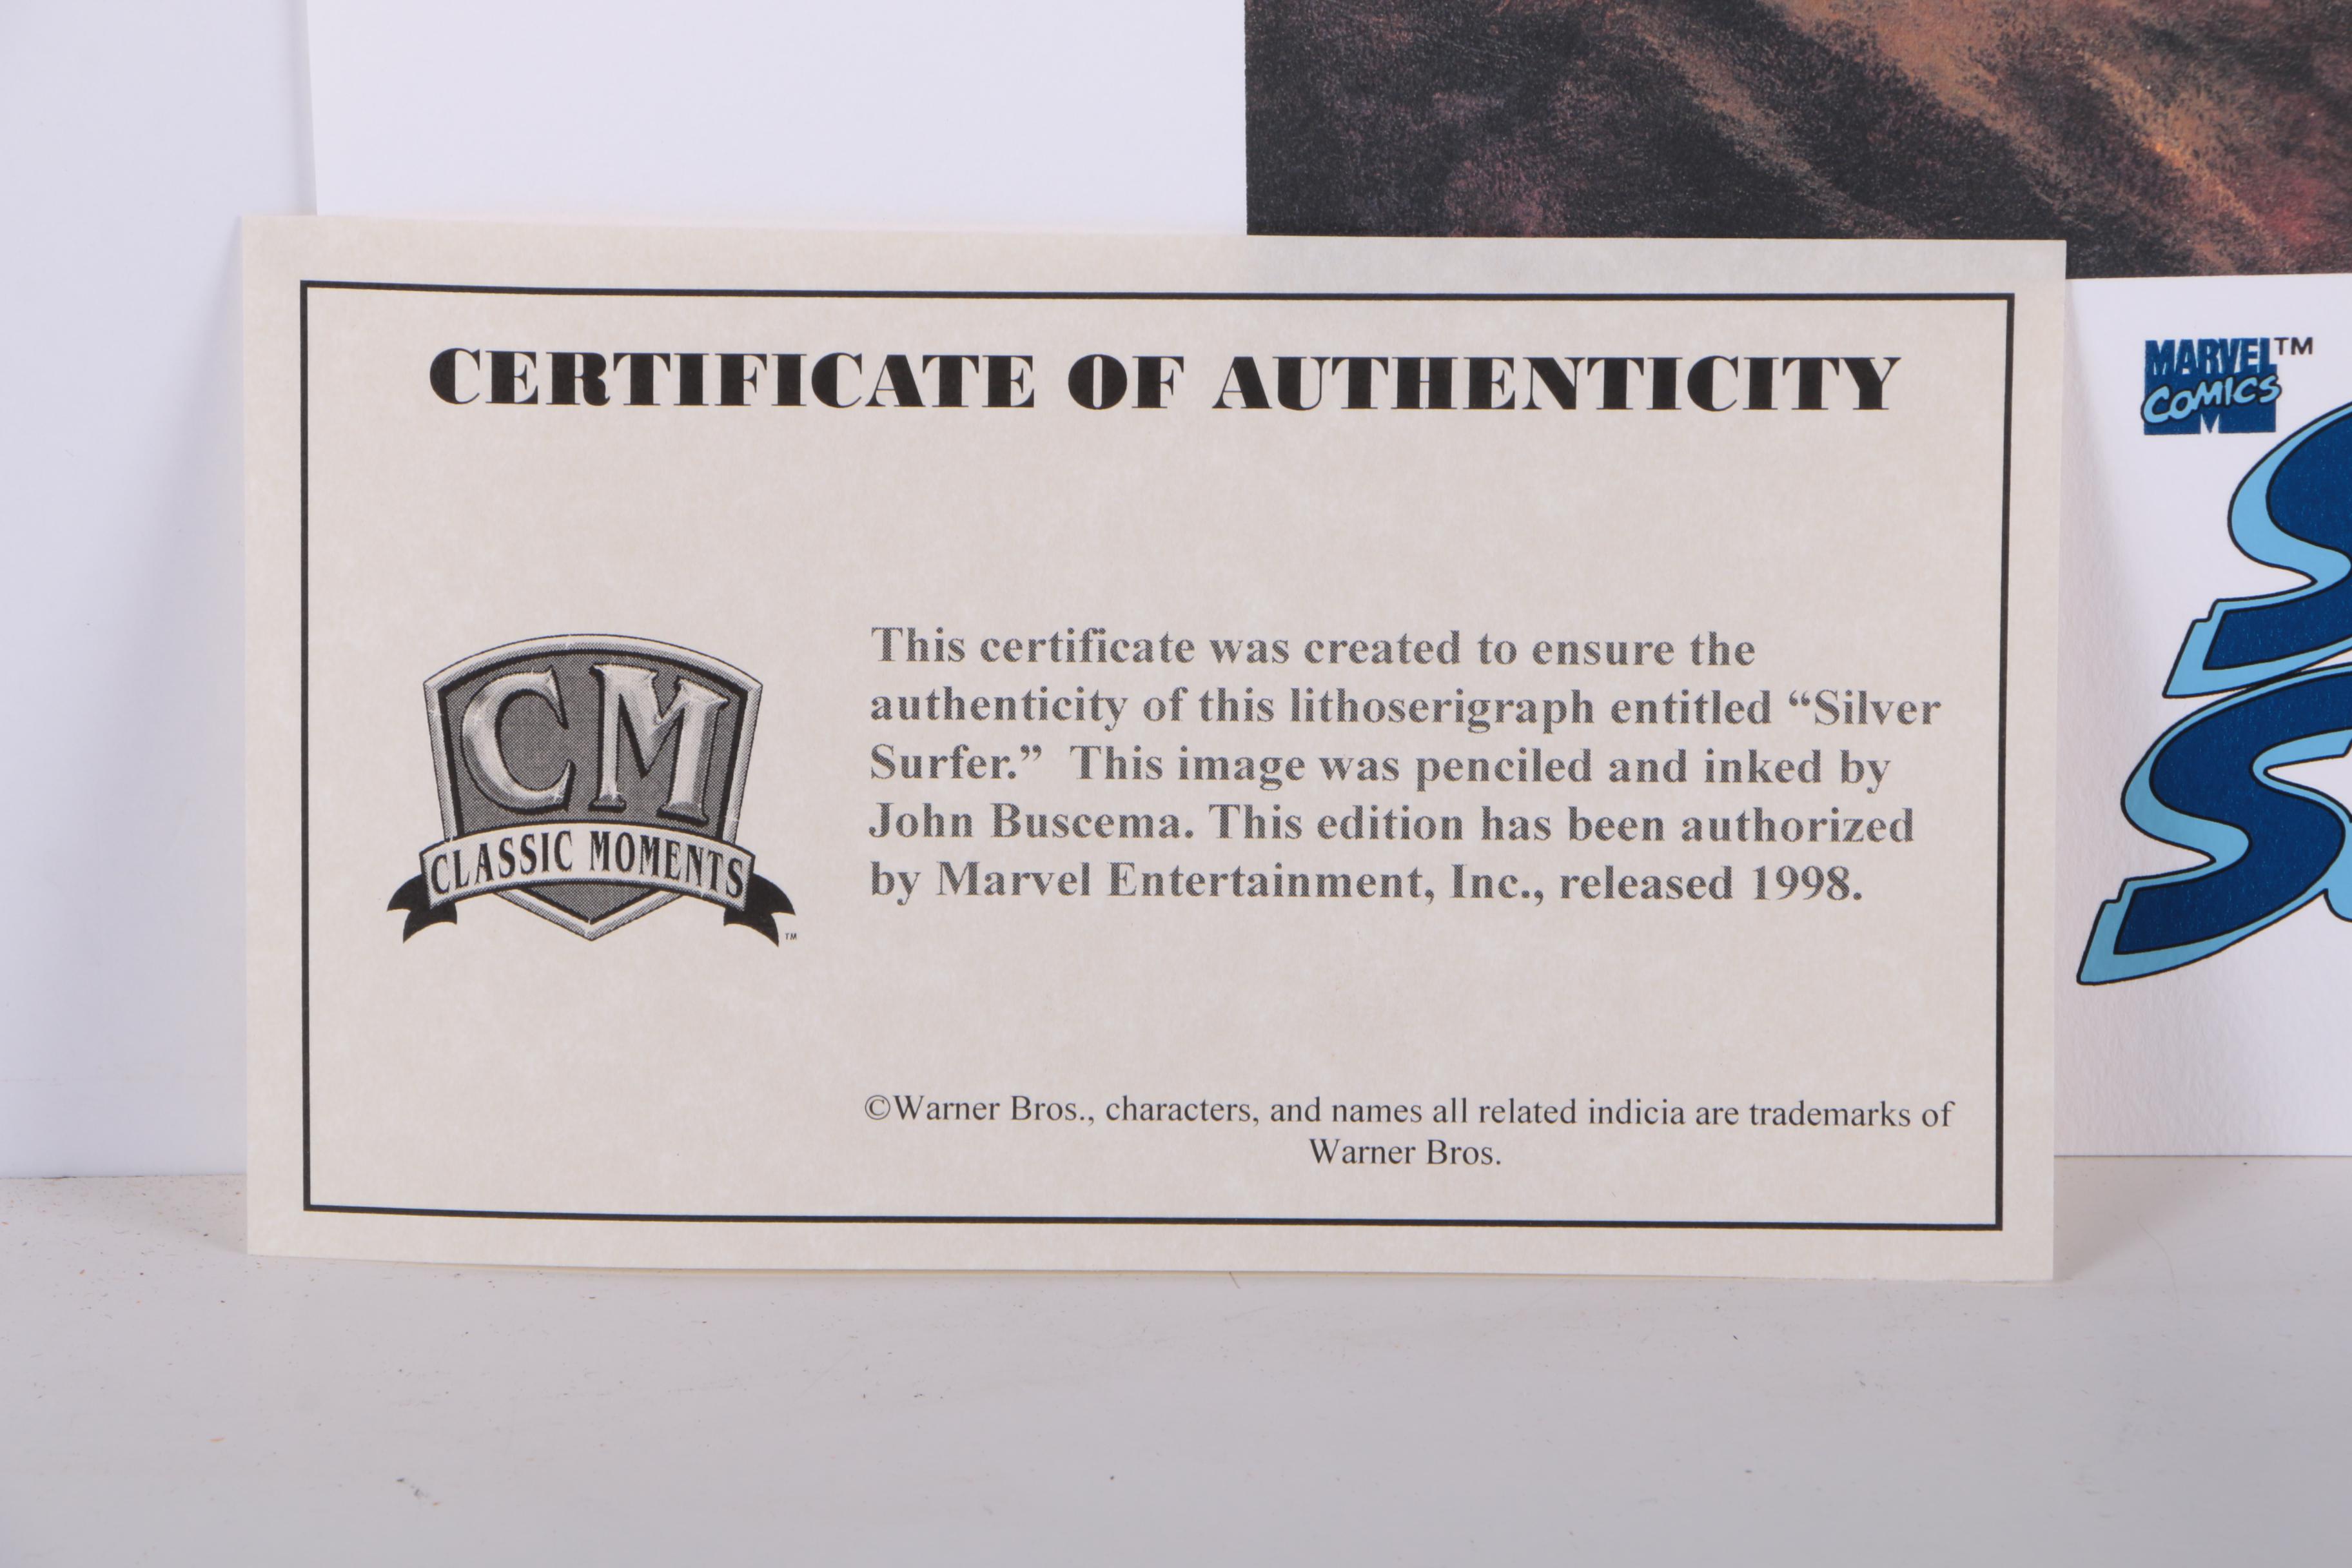 CERTIFICATE OF AUTHENTICITY
This certificate was created to ensure the
authenticity of this lithoserigraph entitled “Silver
Surfer.” This image was penciled and inked by
John Buscema. This edition has been authorized
by Marvel Entertainment, Inc., released 1998.
CM
CLASSIC MOMENTS™
©Warner Bros., characters, and names all related indicia are trademarks of
Warner Bros.
MARVEL™
COMICS
S
S